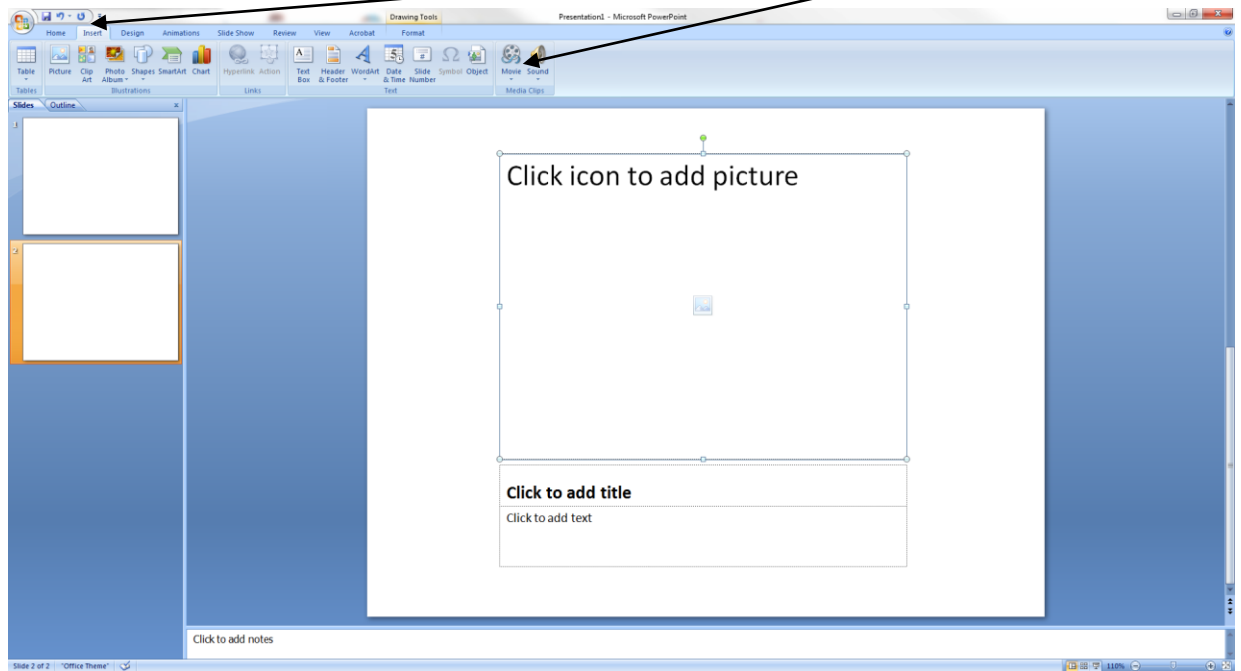 Drawing Tools
Presentation1 - Microsoft PowerPoint
Home Insert Design Animations Slide Show Review View Acrobat Format
Table Picture Clip Art Photo Album Shapes SmartArt Chart Hyperlink Action Text Box Header & Footer WordArt Date & Time Slide Number Symbol Object Movie Sound
Tables Illustrations Links Text Media Clips
Slides Outline
1
2
Click icon to add picture
Click to add title
Click to add text
Click to add notes
Slide 2 of 2 "Office Theme" 110%